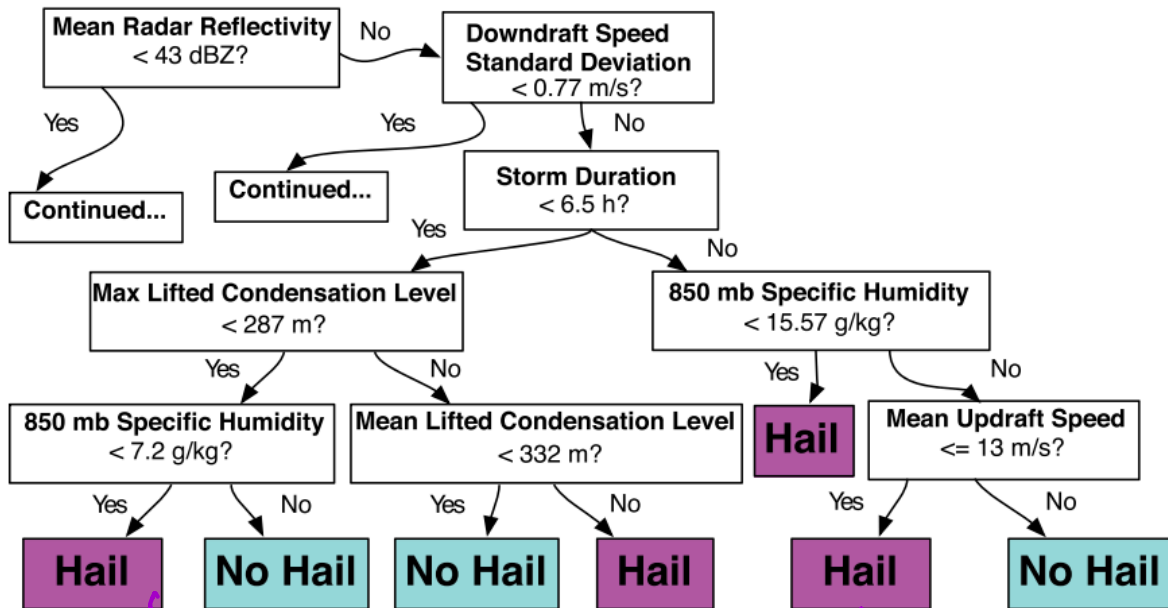 Mean Radar Reflectivity
< 43 dBZ?
No
Downdraft Speed
Standard Deviation
< 0.77 m/s?
Yes
Yes
No
Continued...
Continued...
Storm Duration
< 6.5 h?
Yes
No
Max Lifted Condensation Level
< 287 m?
850 mb Specific Humidity
< 15.57 g/kg?
Yes
No
Yes
No
850 mb Specific Humidity
< 7.2 g/kg?
Mean Lifted Condensation Level
< 332 m?
Hail
Mean Updraft Speed
<= 13 m/s?
Yes
No
Yes
No
Yes
No
Hail
No Hail
No Hail
Hail
Hail
No Hail